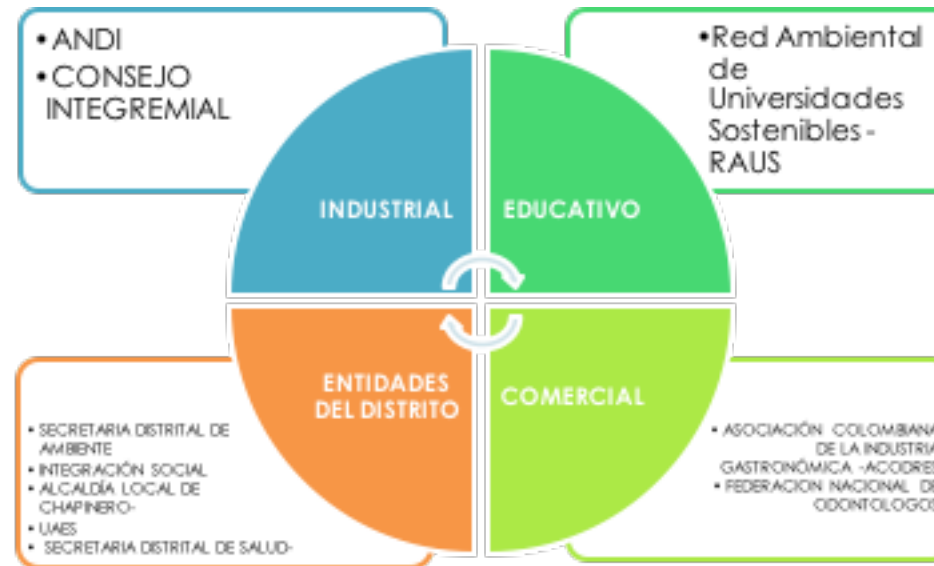 • ANDI
• CONSEJO
INTEGREMIAL
•Red Ambiental
de
Universidades
Sostenibles -
RAUS
INDUSTRIAL
EDUCATIVO
ENTIDADES
DEL DISTRITO
COMERCIAL
• SECRETARIA DISTRITAL DE
AMBIENTE
• INTEGRACIÓN SOCIAL
• ALCALDÍA LOCAL DE
CHAPINERO-
• UAES
• SECRETARIA DISTRITAL DE SALUD-
• ASOCIACIÓN COLOMBIANA
DE LA INDUSTRIA
GASTRONÓMICA -ACODRES
• FEDERACION NACIONAL DE
ODONTOLOGOS